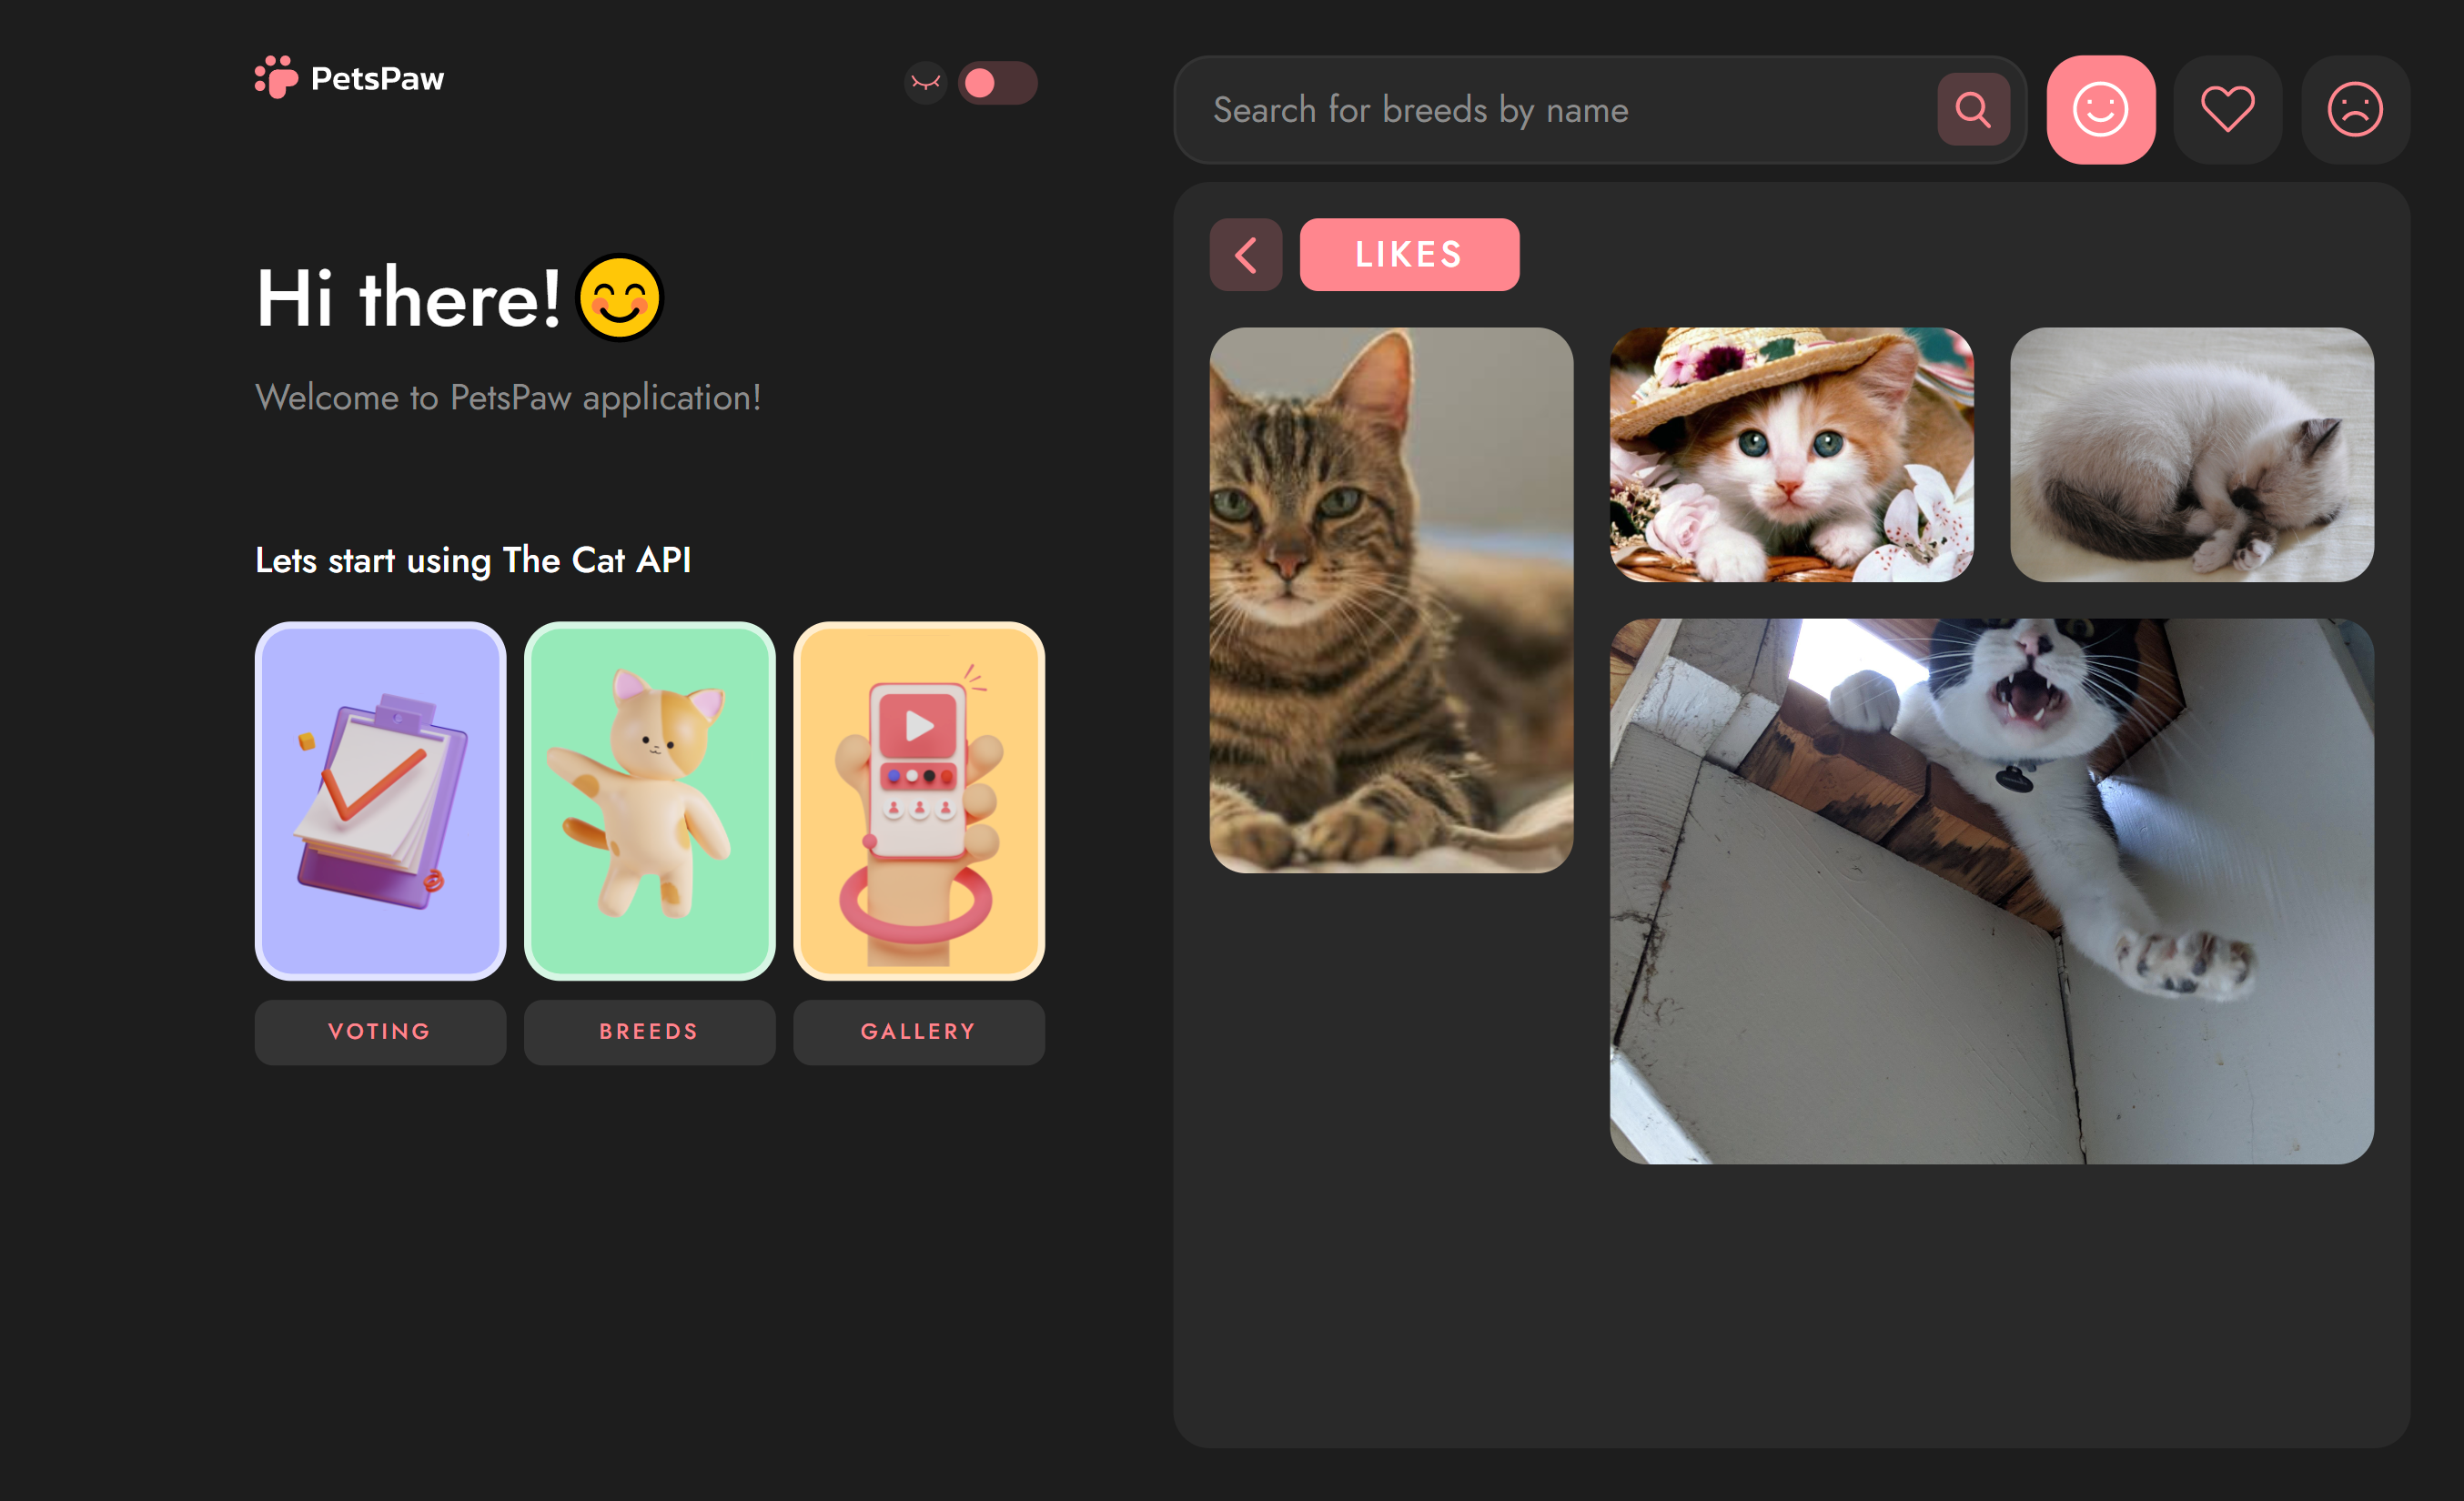 PetsPaw
Hi there!
Welcome to PetsPaw application!
Lets start using The Cat API
VOTING
BREEDS
GALLERY
Search for breeds by name
LIKES